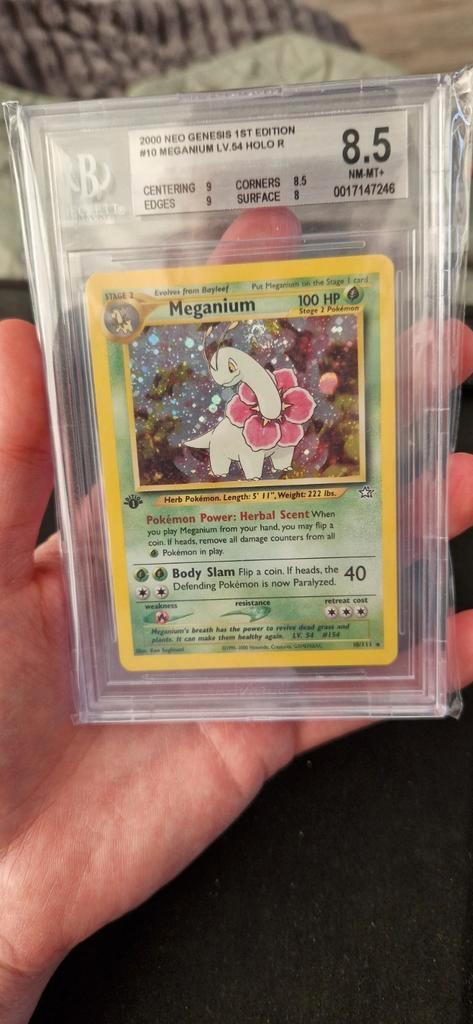 2000 NEO GENESIS 1ST EDITION
#10 MEGANIUM LV.54 HOLO R
8.5
NM-MT+
CENTERING 9 CORNERS 8.5
EDGES 9 SURFACE 8
0017147246
B
STAGE 2 Evolves from Bayleef Put Meganium on the Stage 1 card
Meganium 100 HP
Stage 2 Pokémon
Herb Pokémon. Length: 5' 11", Weight: 222 lbs.
Pokémon Power: Herbal Scent When
you play Meganium from your hand, you may flip a
coin. If heads, remove all damage counters from all
Pokémon in play.
Body Slam Flip a coin. If heads, the 40
Defending Pokémon is now Paralyzed.
weakness resistance retreat cost
Meganium's breath has the power to revive dead grass and
plants. It can make them healthy again. LV. 54 #154
10/111